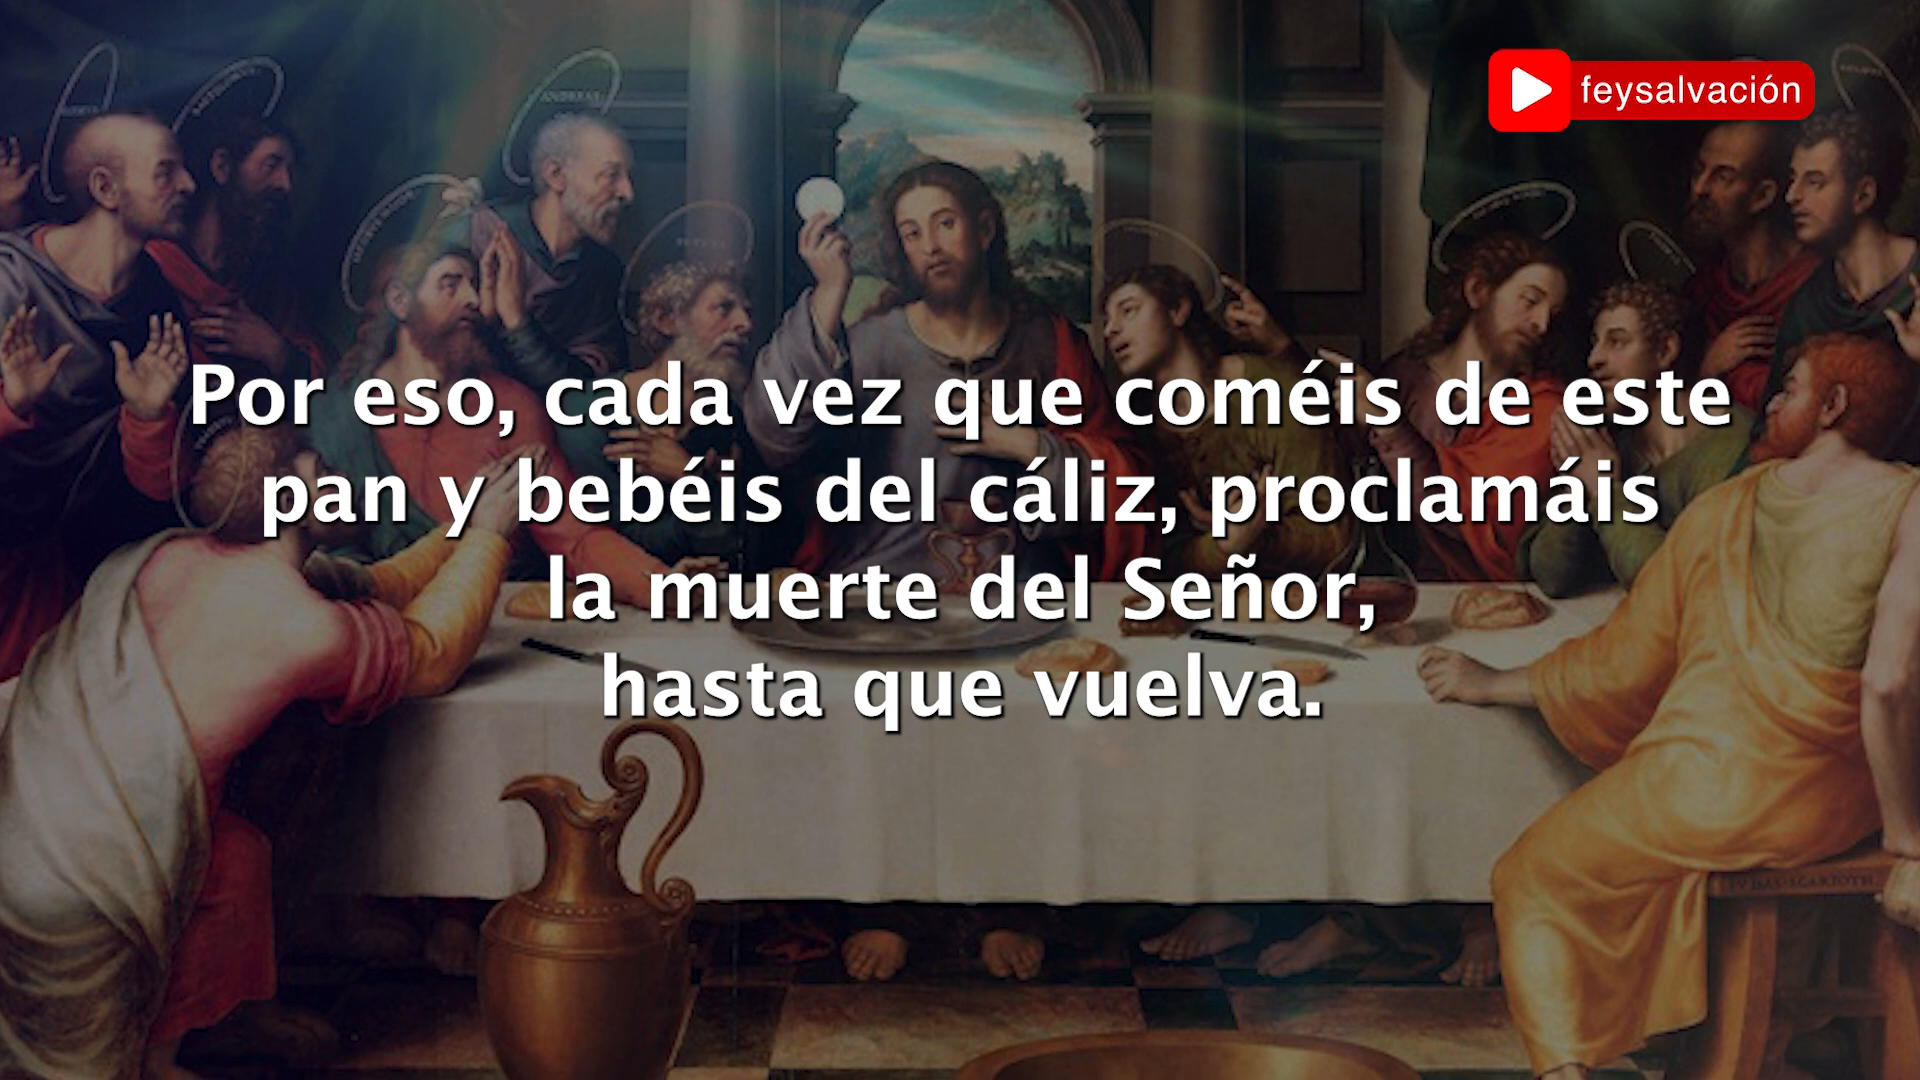 feysalvación
ANDREAS
Por eso, cada vez que coméis de este
pan y bebéis del cáliz, proclamáis
la muerte del Señor,
hasta que vuelva.